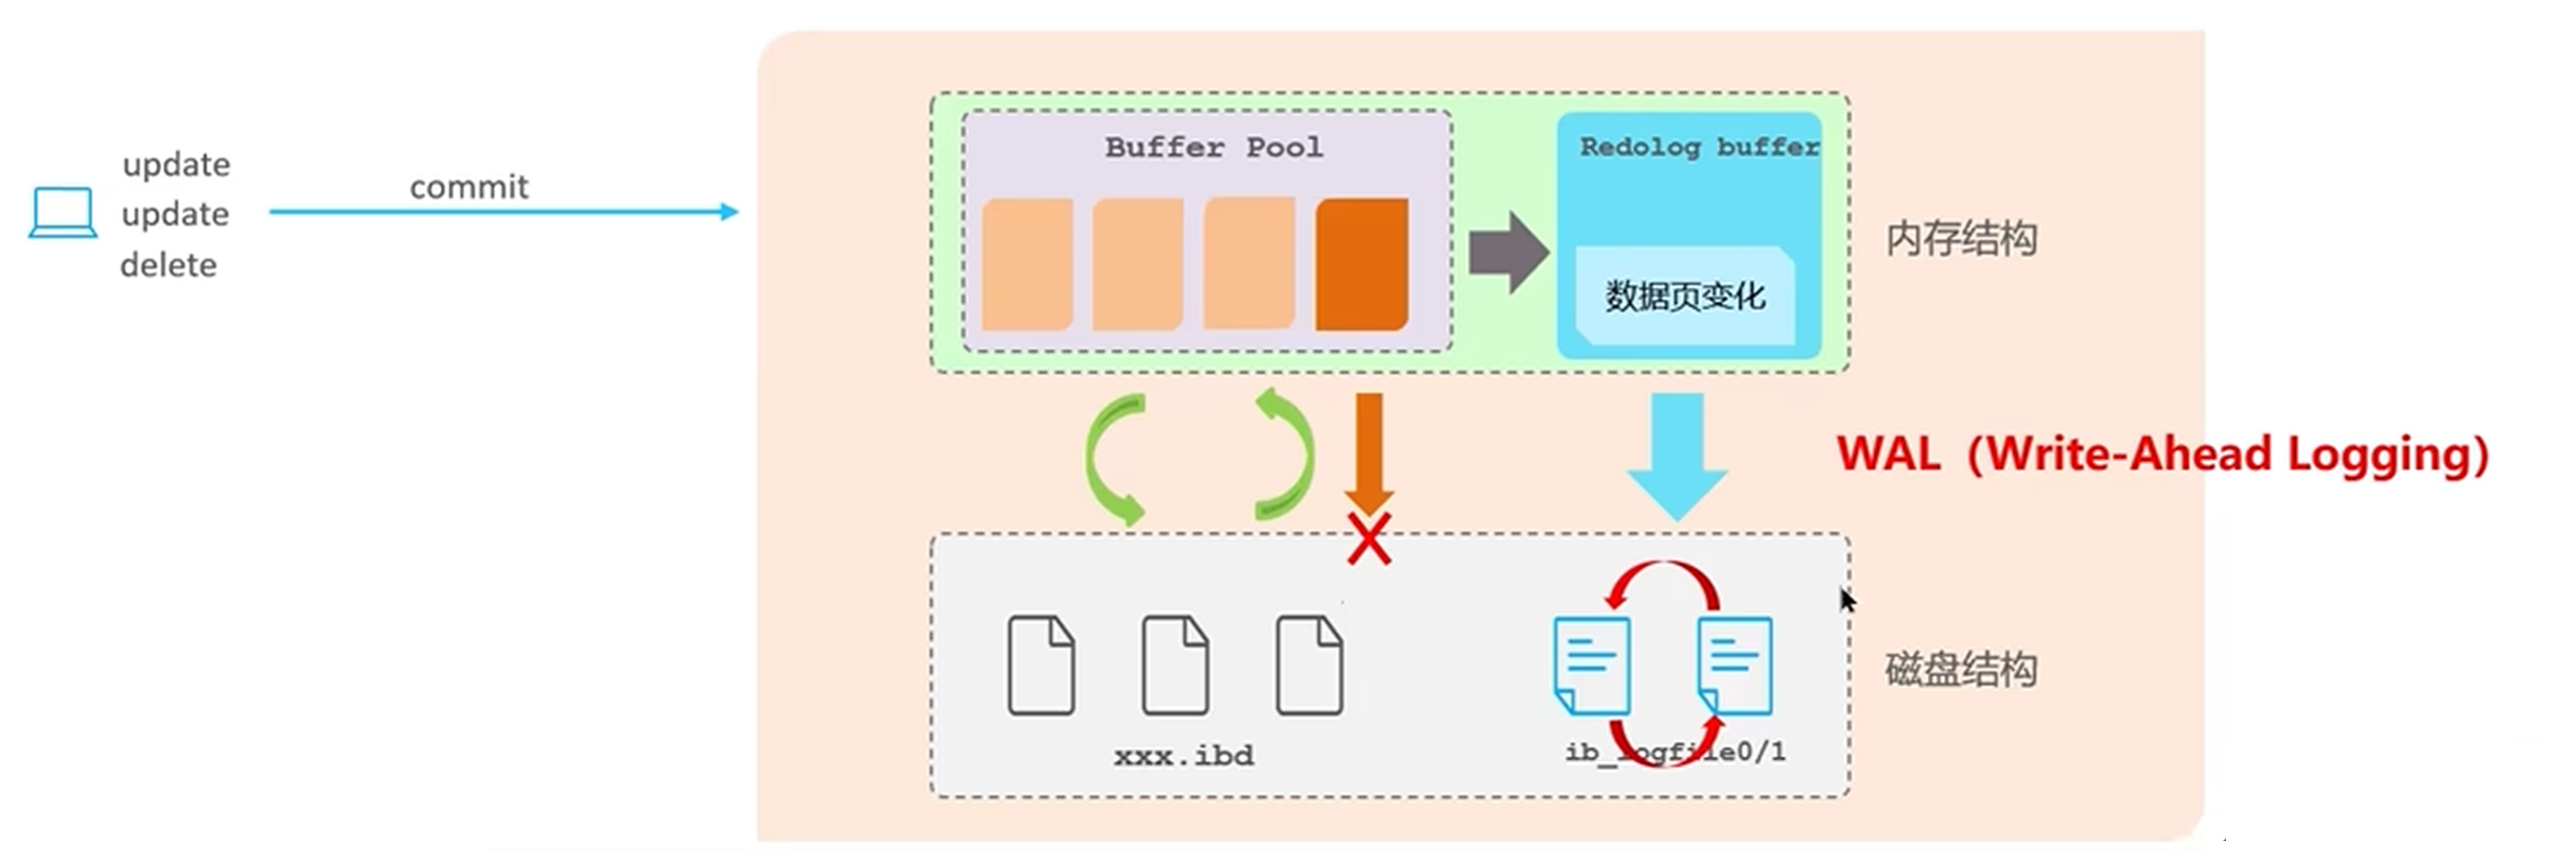 update
update
delete
commit
Buffer Pool
Redolog buffer
数据页变化
内存结构
WAL（Write-Ahead Logging）
xxx.ibd
ib_logfile0/1
磁盘结构